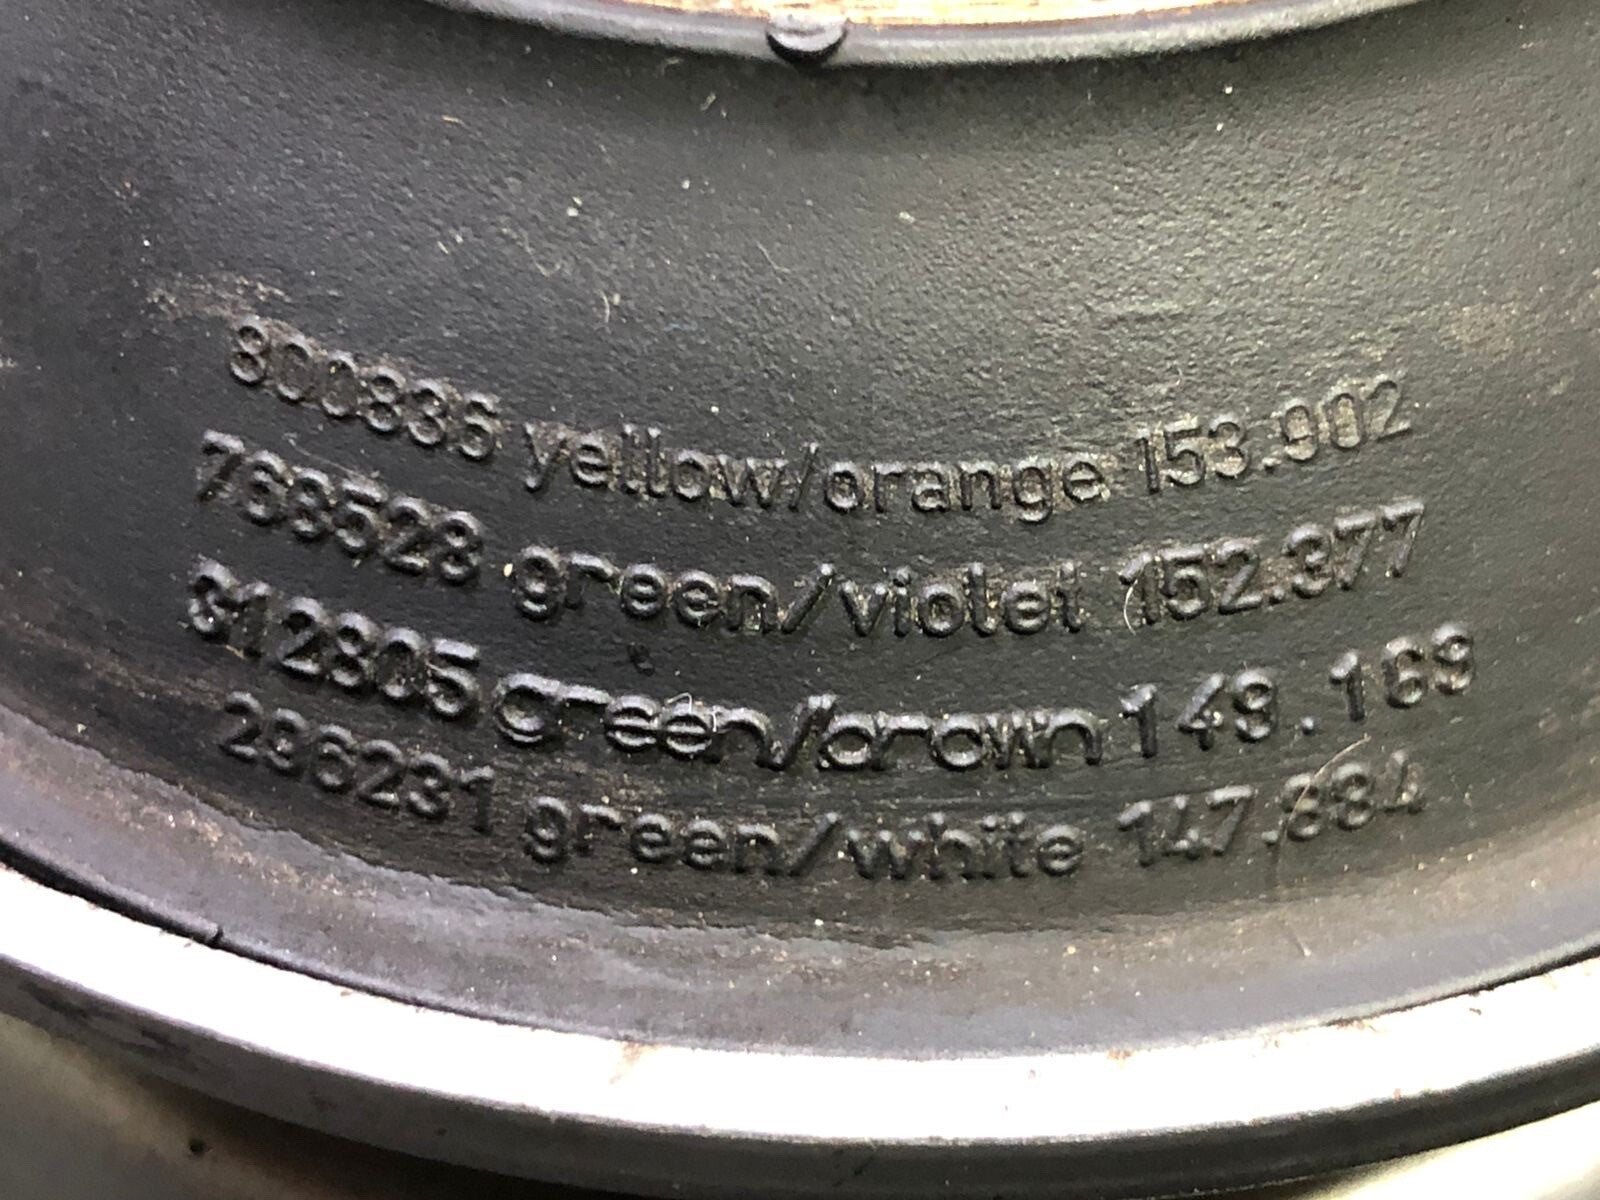 800835 yellow/orange 153.902
768528 green/violet 152.377
312805 green/brown 149.169
296231 green/white 147.884